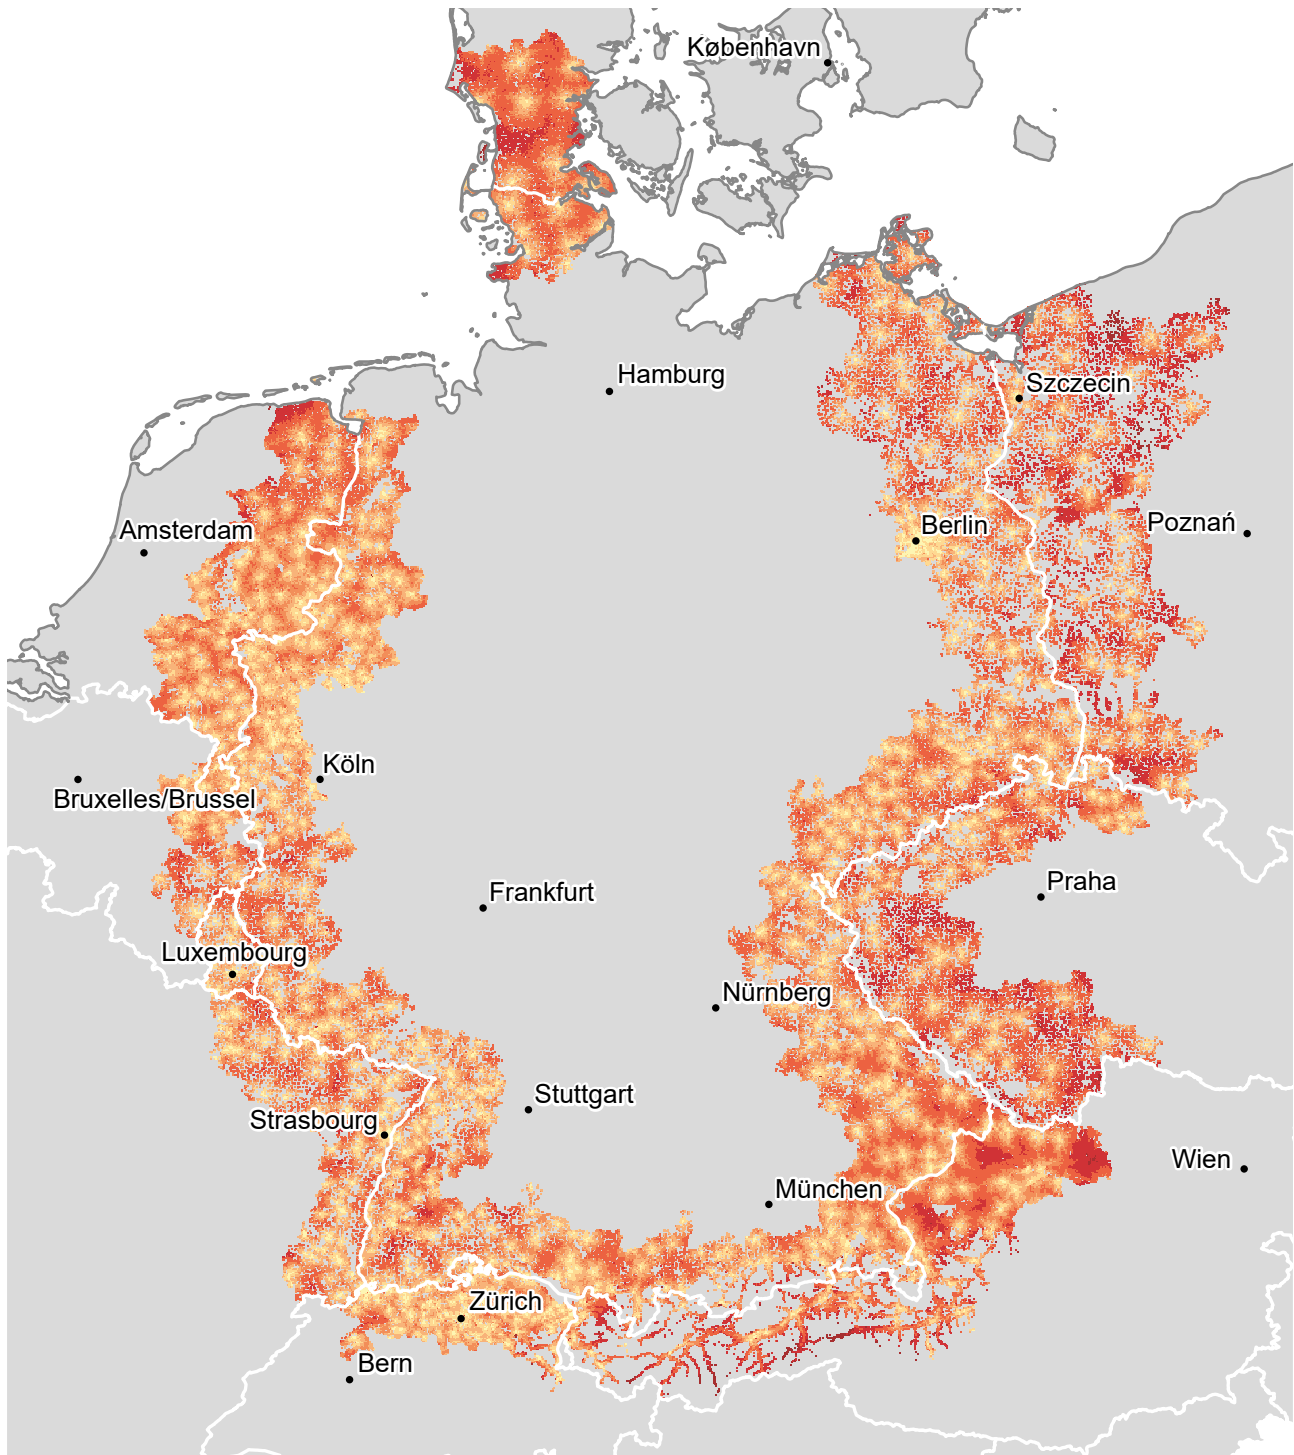 København
Hamburg
Szczecin
Amsterdam
Berlin
Poznań
Köln
Bruxelles/Brussel
Praha
Frankfurt
Luxembourg
Nürnberg
Stuttgart
Strasbourg
Wien
München
Zürich
Bern